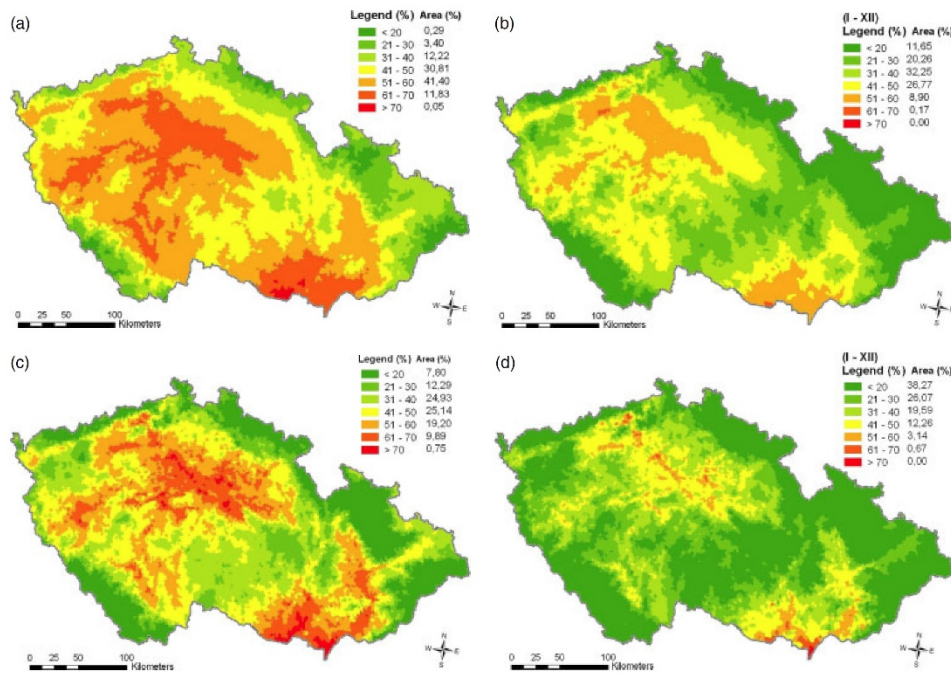 (a)
Legend (%) Area (%)
< 20 0,29
21 - 30 3,40
31 - 40 12,22
41 - 50 30,81
51 - 60 41,40
61 - 70 11,83
> 70 0,05
0 25 50 100
Kilometers
N
W E
S
(b)
(I - XII)
Legend (%) Area (%)
< 20 11,65
21 - 30 20,26
31 - 40 32,25
41 - 50 26,77
51 - 60 8,90
61 - 70 0,17
> 70 0,00
0 25 50 100
Kilometers
N
W E
S
(c)
Legend (%) Area (%)
< 20 7,80
21 - 30 12,29
31 - 40 24,93
41 - 50 25,14
51 - 60 19,20
61 - 70 9,89
> 70 0,75
0 25 50 100
Kilometers
N
W E
S
(d)
(I - XII)
Legend (%) Area (%)
< 20 38,27
21 - 30 26,07
31 - 40 19,59
41 - 50 12,26
51 - 60 3,14
61 - 70 0,67
> 70 0,00
0 25 50 100
Kilometers
N
W E
S